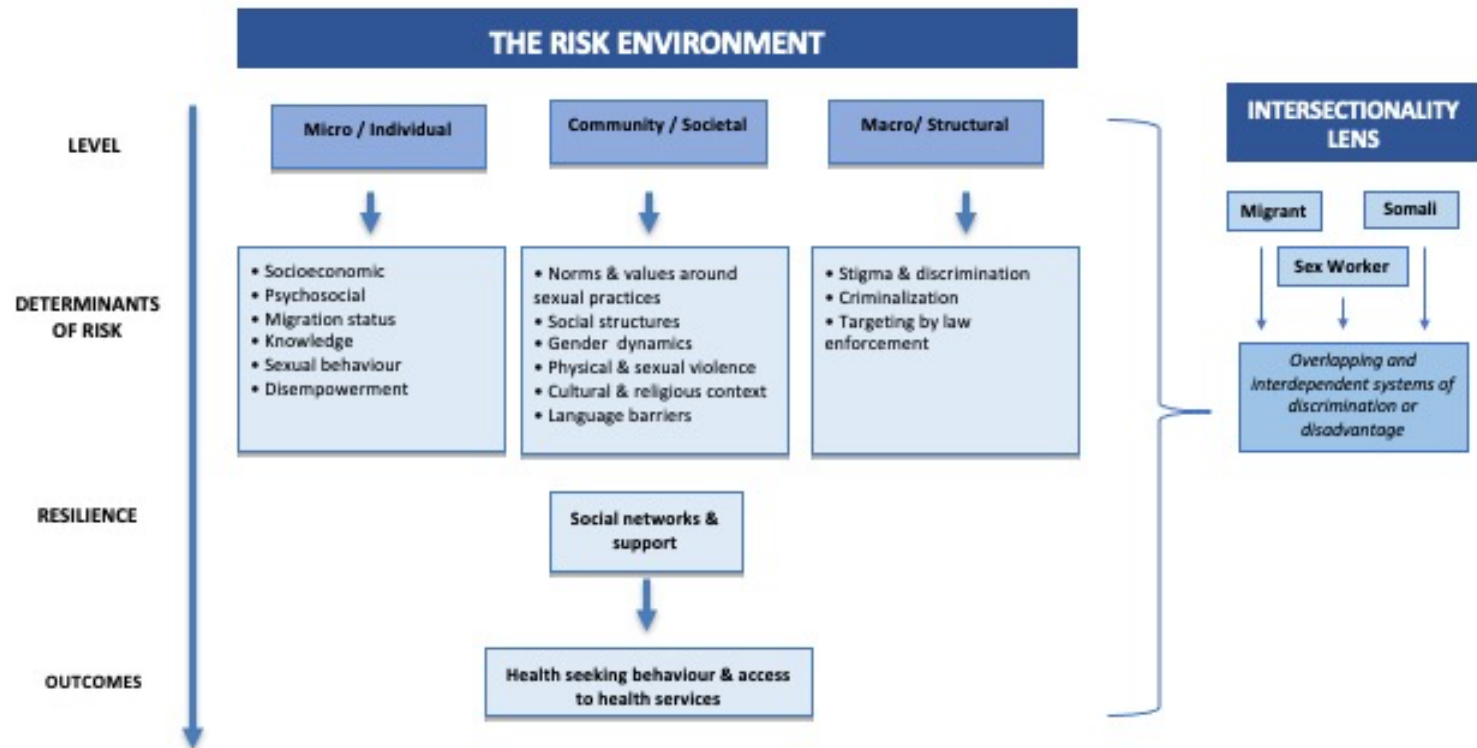 THE RISK ENVIRONMENT
LEVEL
Micro / Individual
Community / Societal
Macro/ Structural
INTERSECTIONALITY
LENS
Migrant
Somali
Sex Worker
DETERMINANTS
OF RISK
• Socioeconomic
• Psychosocial
• Migration status
• Knowledge
• Sexual behaviour
• Disempowerment
• Norms & values around
sexual practices
• Social structures
• Gender dynamics
• Physical & sexual violence
• Cultural & religious context
• Language barriers
• Stigma & discrimination
• Criminalization
• Targeting by law
enforcement
Overlapping and
interdependent systems of
discrimination or
disadvantage
RESILIENCE
Social networks &
support
OUTCOMES
Health seeking behaviour & access
to health services